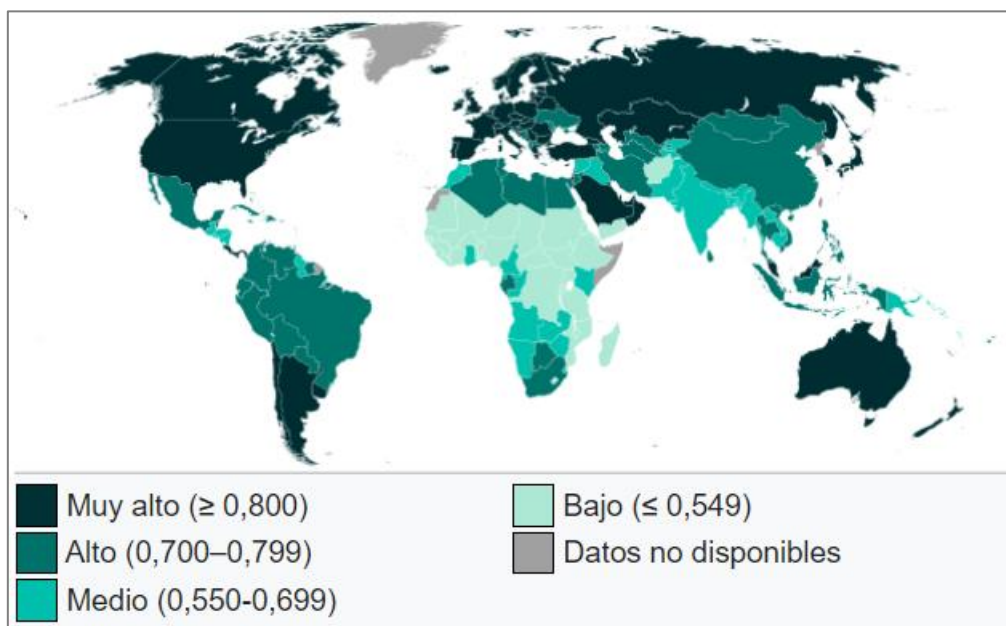 Muy alto (≥ 0,800)
Alto (0,700–0,799)
Medio (0,550-0,699)
Bajo (≤ 0,549)
Datos no disponibles